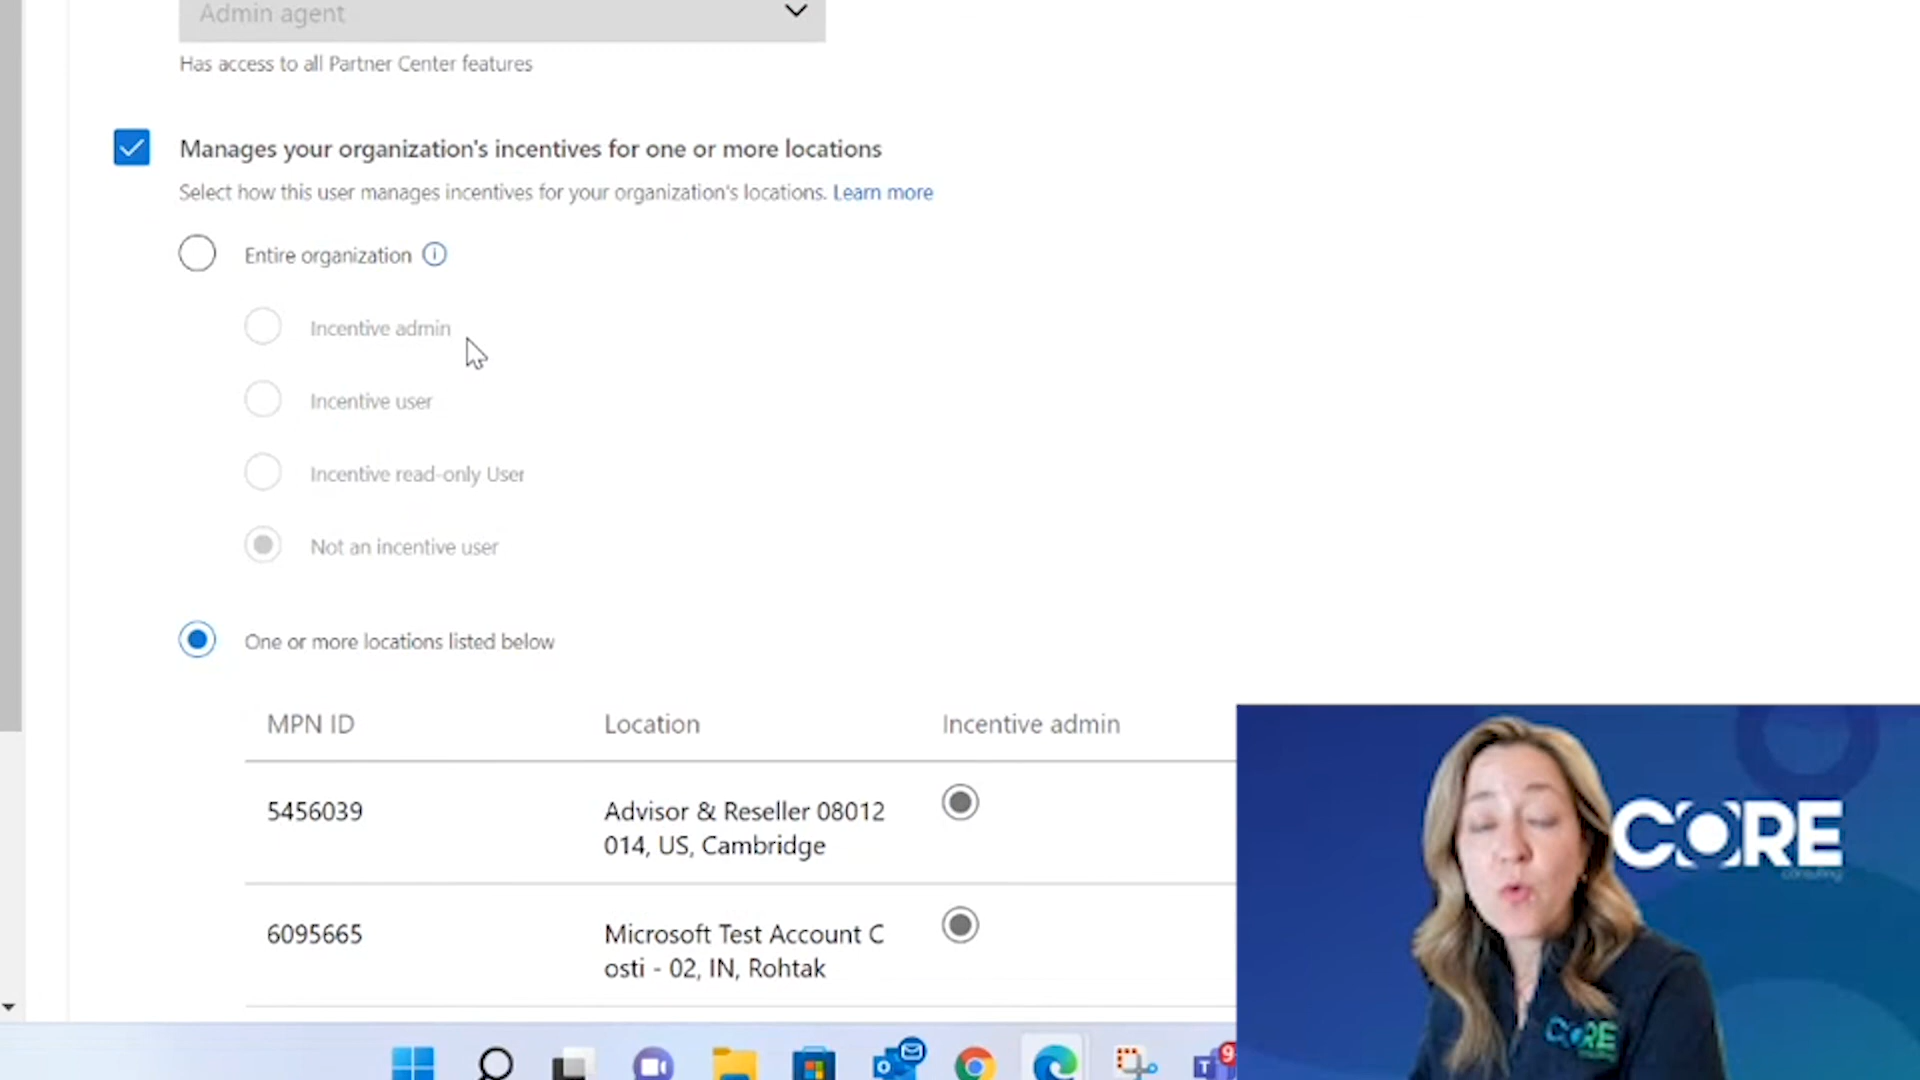 Admin agent
Has access to all Partner Center features
Manages your organization's incentives for one or more locations
Select how this user manages incentives for your organization's locations. Learn more
Entire organization
Incentive admin
Incentive user
Incentive read-only User
Not an incentive user
One or more locations listed below
MPN ID Location Incentive admin
5456039 Advisor & Reseller 08012
014, US, Cambridge
6095665 Microsoft Test Account C
osti - 02, IN, Rohtak
CORE
consulting
CORE
9